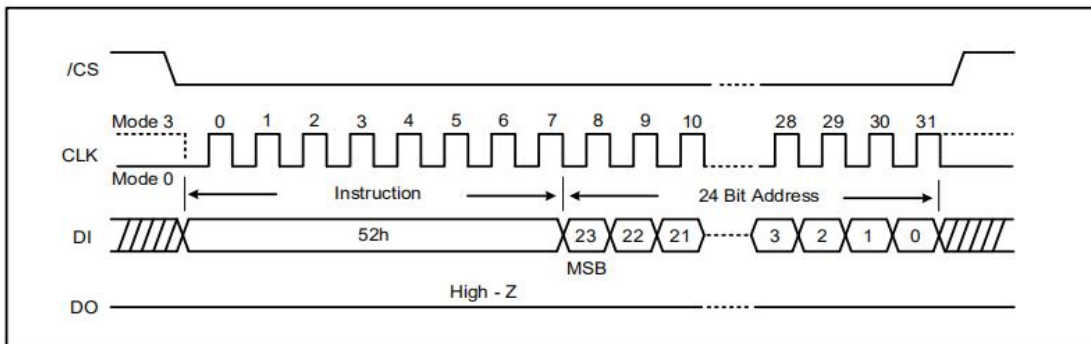 /CS
Mode 3 0 1 2 3 4 5 6 7 8 9 10 28 29 30 31
CLK
Mode 0
Instruction 24 Bit Address
DI 52h 23 22 21 3 2 1 0
MSB
High - Z
DO